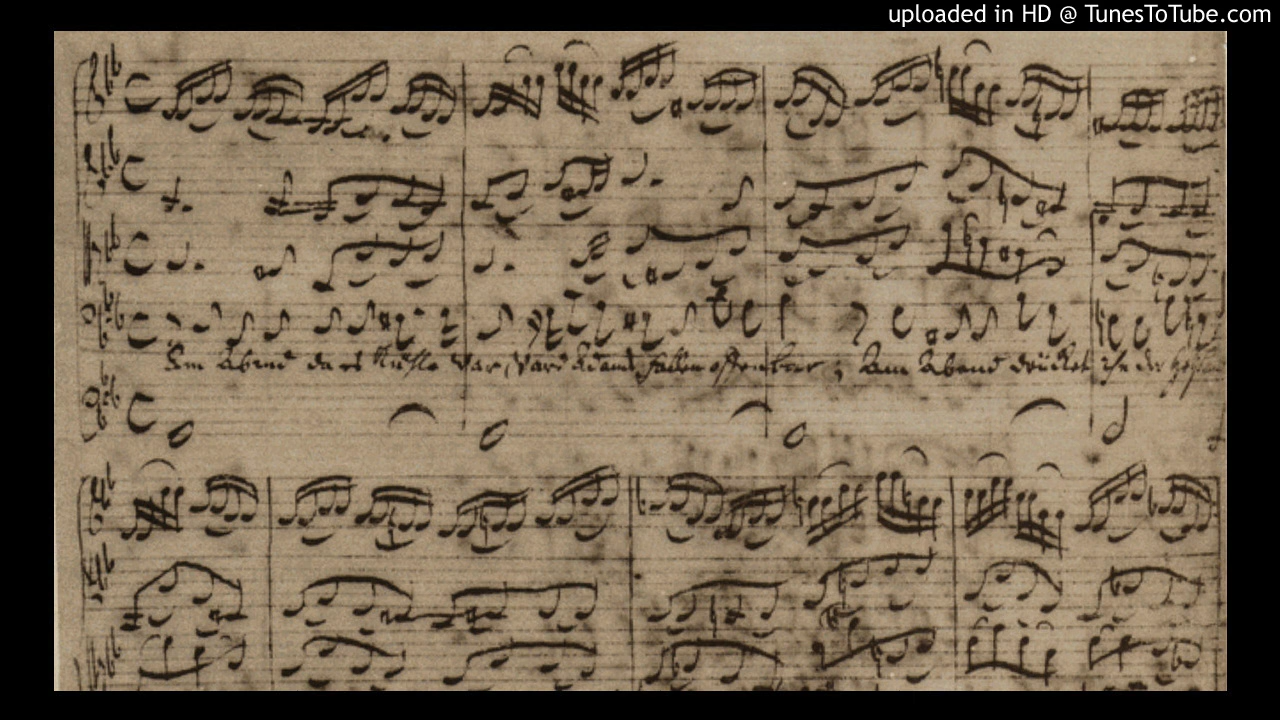 uploaded in HD @ TunesToTube.com
Am Abend da es Kühle war, ward Adams Fallen offenbar; Am Abend drücket ihn der